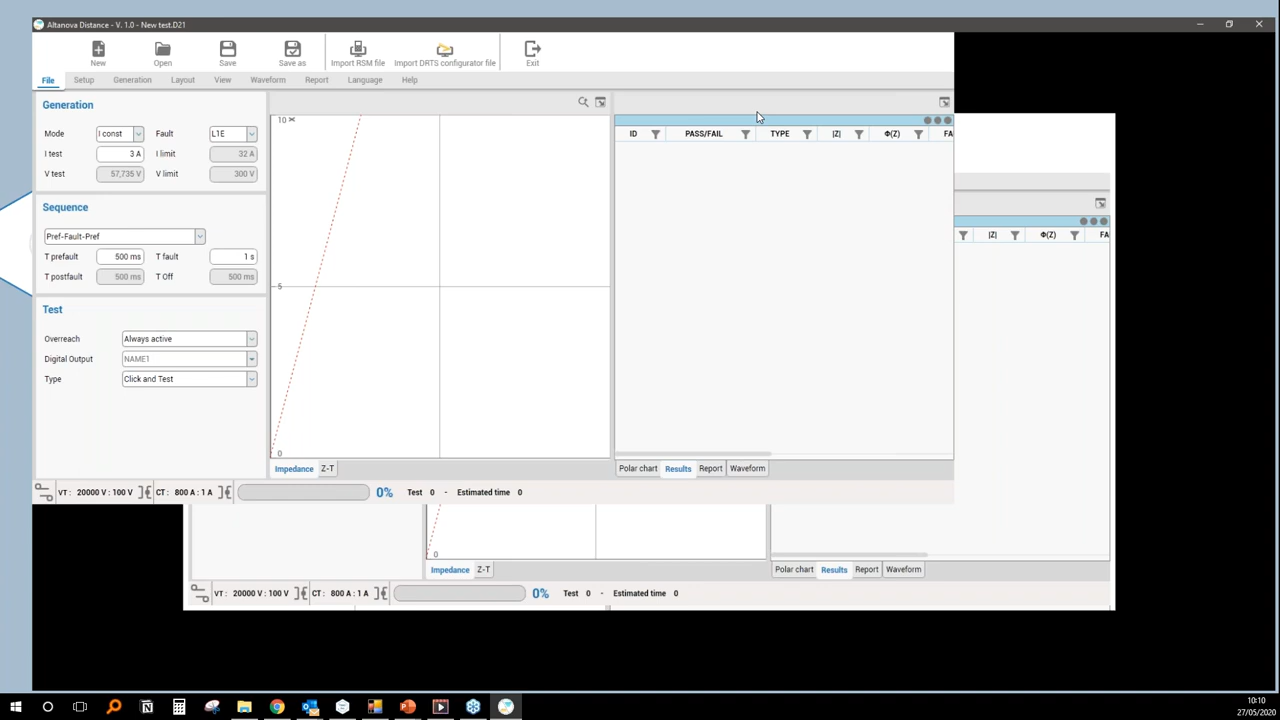 Altanova Distance - V. 1.0 - New test.D21
New Open Save Save as Import RSM file Import DRTS configurator file Exit
File Setup Generation Layout View Waveform Report Language Help
Generation
Mode I const Fault L1E
I test 3 A I limit 32 A
V test 57,735 V V limit 300 V
Sequence
Pref-Fault-Pref
T prefault 500 ms T fault 1 s
T postfault 500 ms T Off 500 ms
Test
Overreach Always active
Digital Output NAME1
Type Click and Test
10
5
0
Impedance Z-T
ID PASS/FAIL TYPE |Z| Φ(Z) FA
Polar chart Results Report Waveform
VT : 20000 V : 100 V CT : 800 A : 1 A 0% Test 0 - Estimated time 0
|Z| Φ(Z) FA
0
Impedance Z-T
Polar chart Results Report Waveform
VT : 20000 V : 100 V CT : 800 A : 1 A 0% Test 0 - Estimated time 0
10:10
27/05/2020